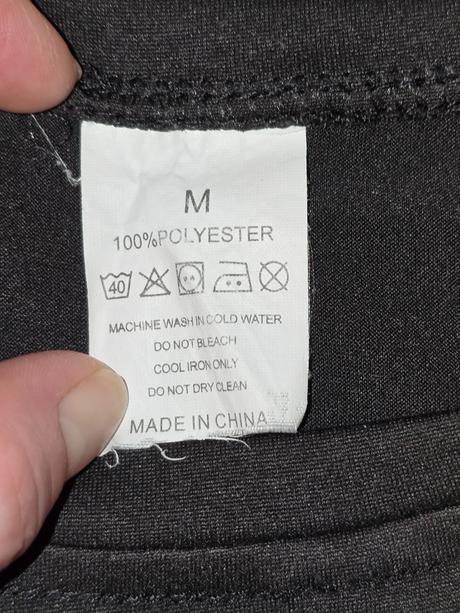 M
100%POLYESTER
40
MACHINE WASH IN COLD WATER
DO NOT BLEACH
COOL IRON ONLY
DO NOT DRY CLEAN
MADE IN CHINA